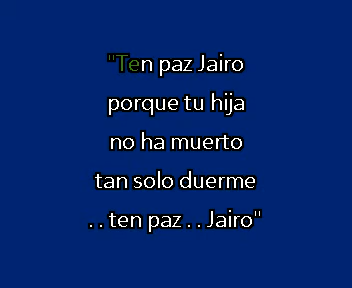 "Ten paz Jairo
porque tu hija
no ha muerto
tan solo duerme
. . ten paz . . Jairo"